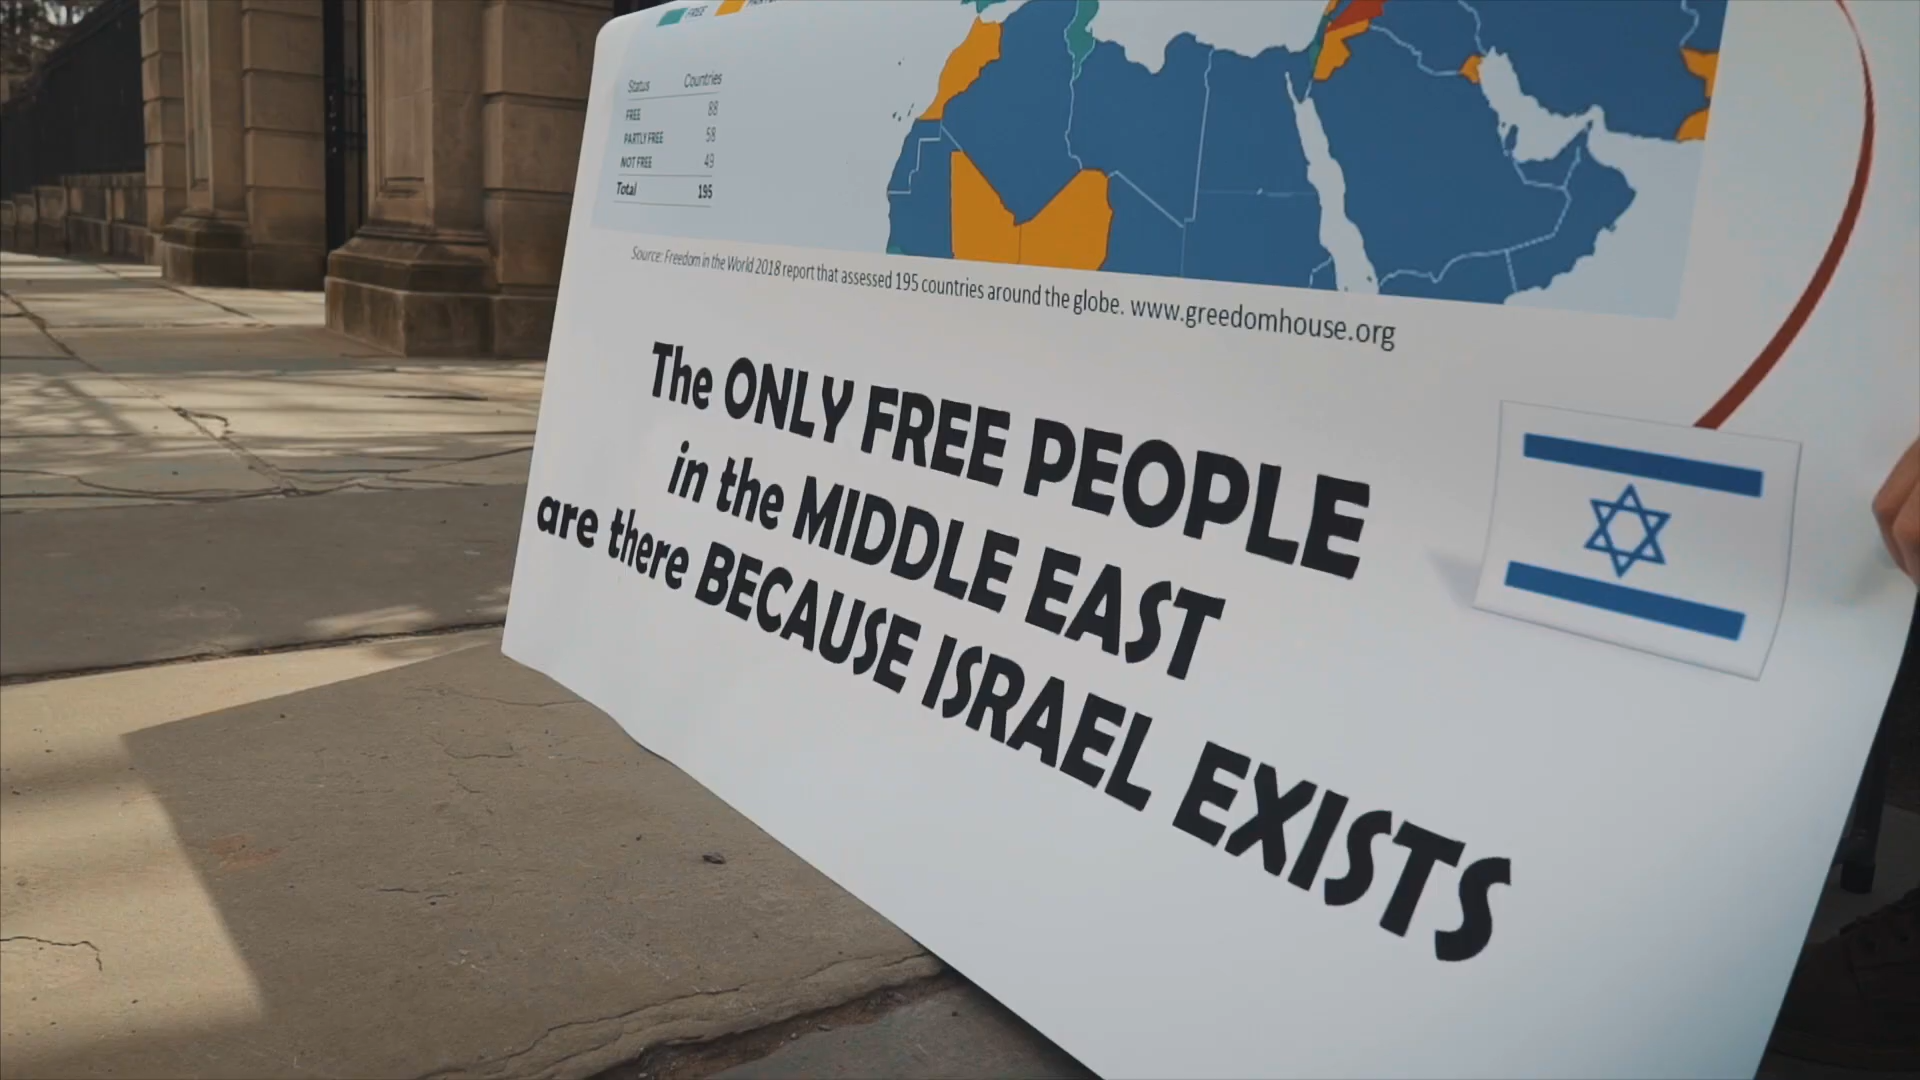 FREE
Status Countries
FREE 88
PARTLY FREE 58
NOT FREE 49
Total 195
Source: Freedom in the World 2018 report that assessed 195 countries around the globe. www.greedomhouse.org
The ONLY FREE PEOPLE
in the MIDDLE EAST
are there BECAUSE ISRAEL EXISTS